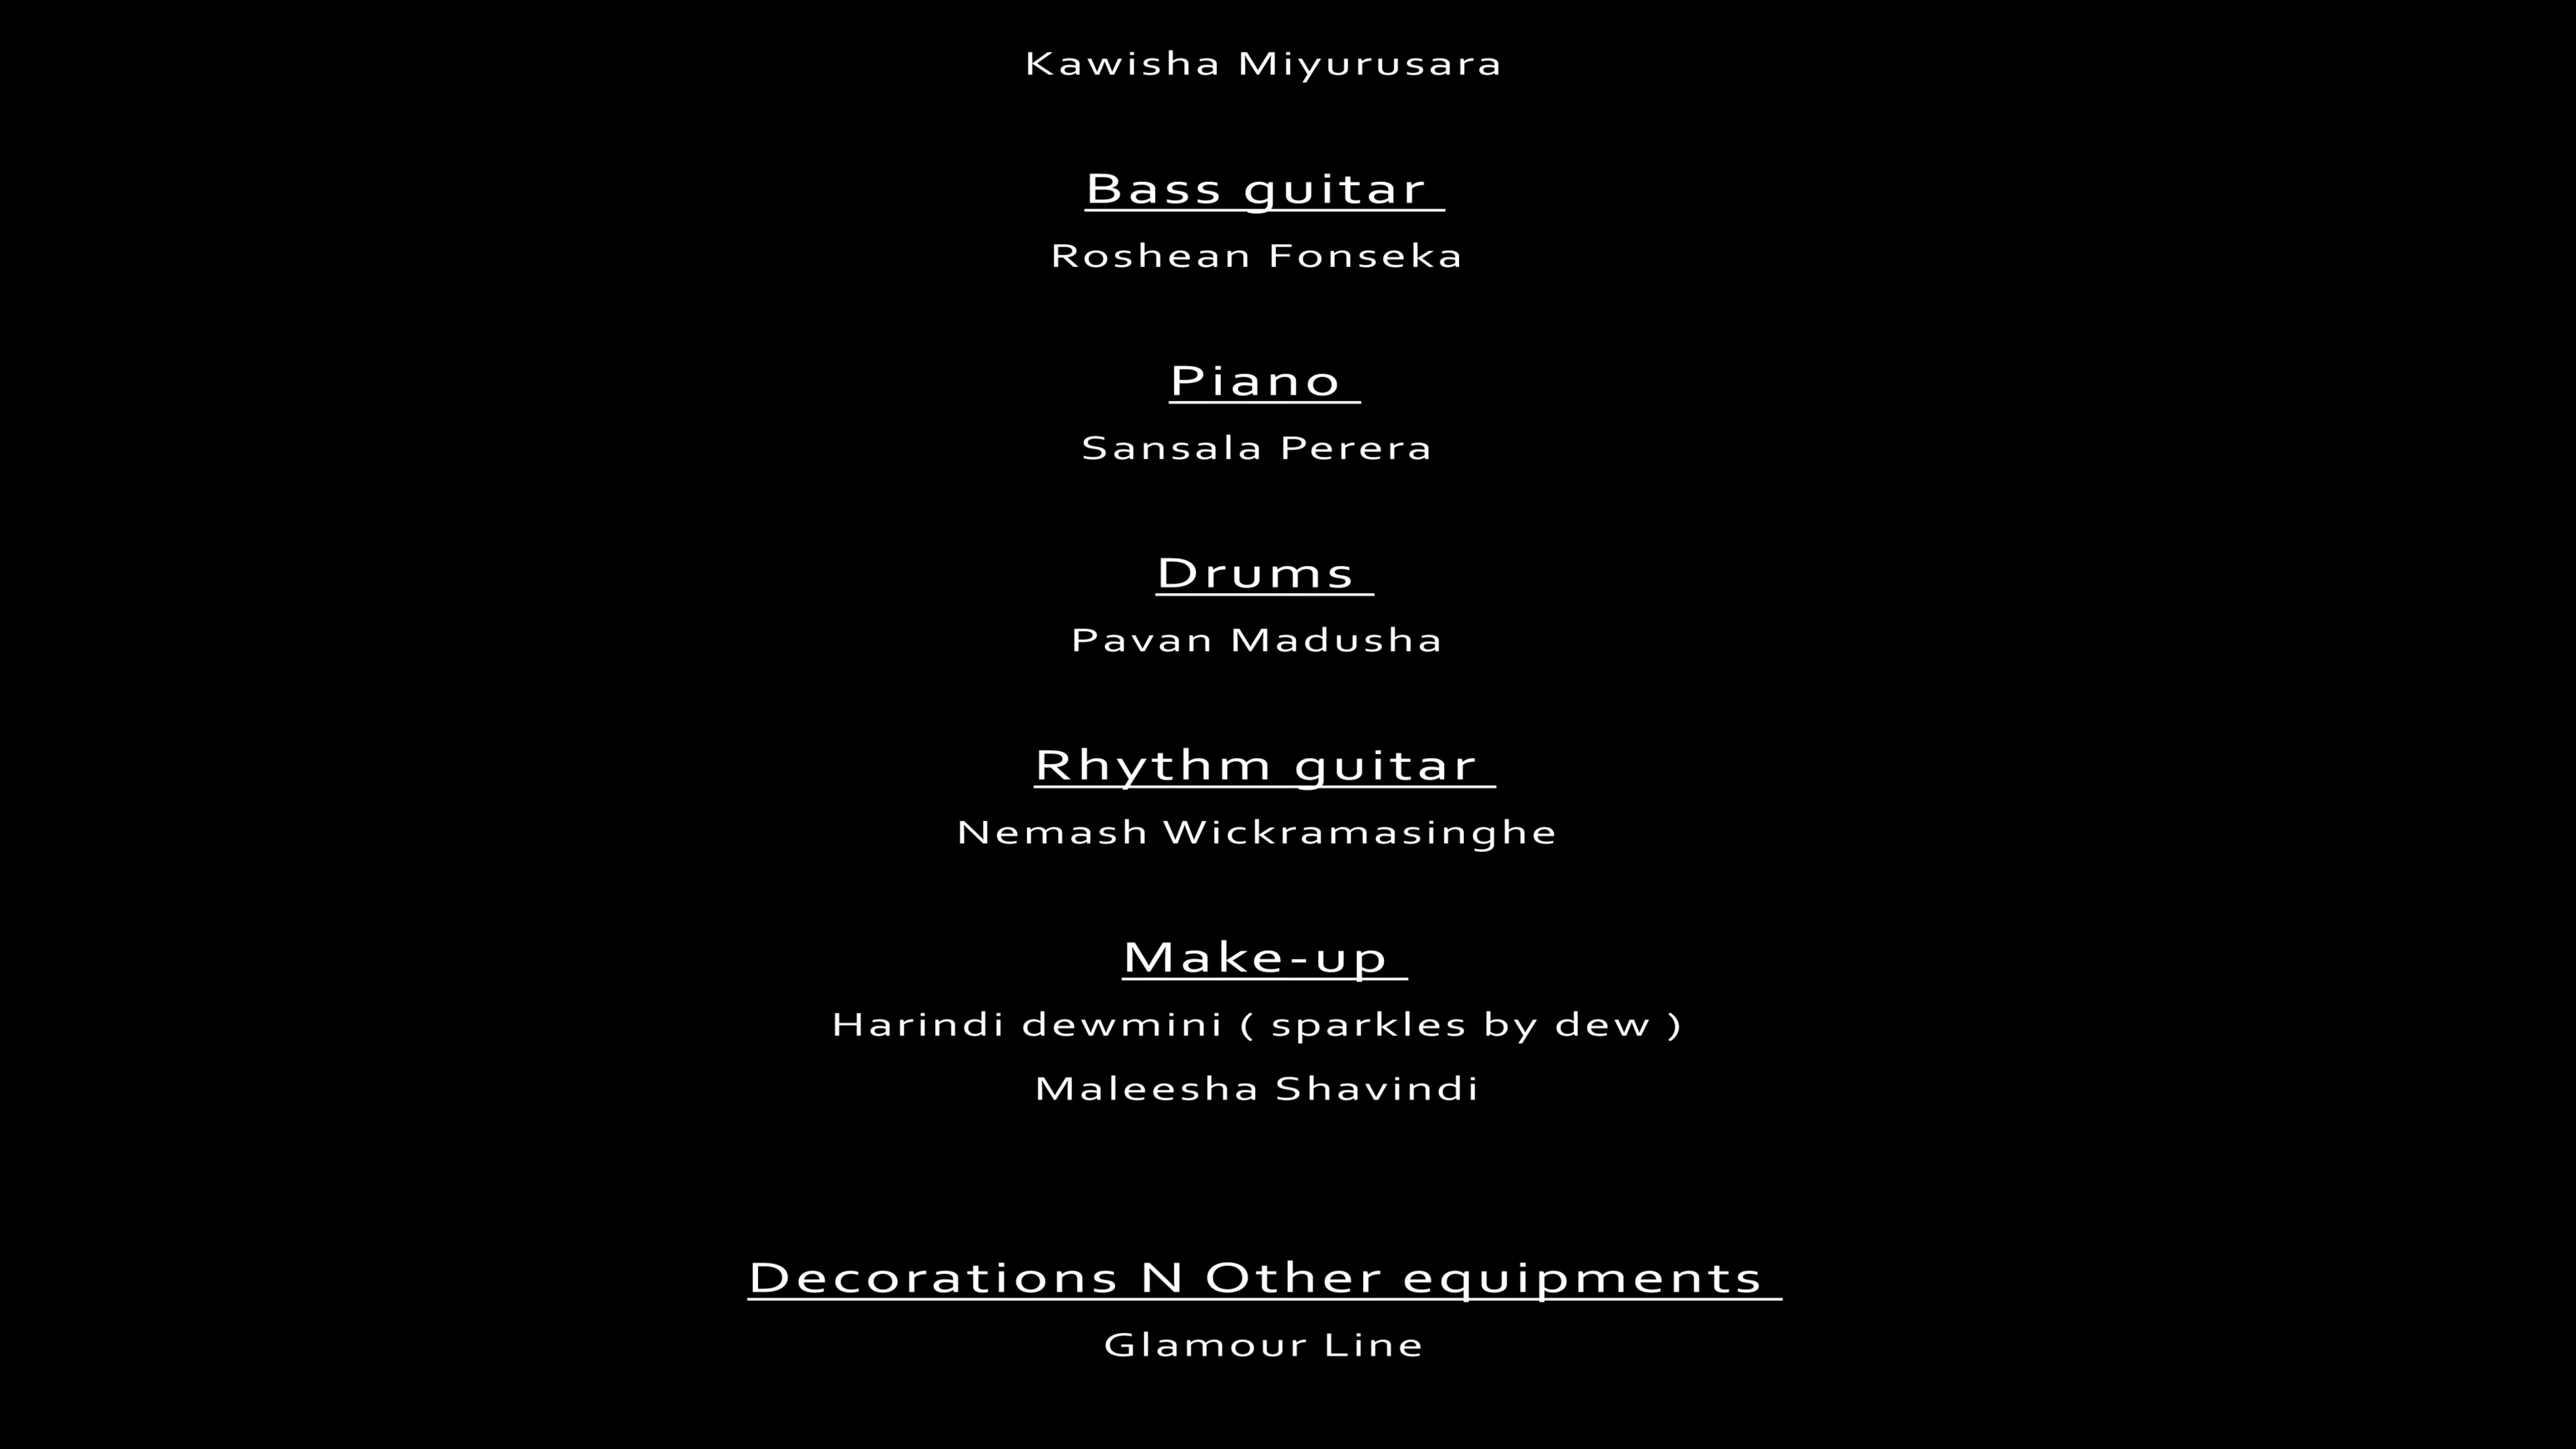 Kawisha Miyurusara
Bass guitar
Roshean Fonseka
Piano
Sansala Perera
Drums
Pavan Madusha
Rhythm guitar
Nemash Wickramasinghe
Make-up
Harindi dewmini ( sparkles by dew )
Maleesha Shavindi
Decorations N Other equipments
Glamour Line